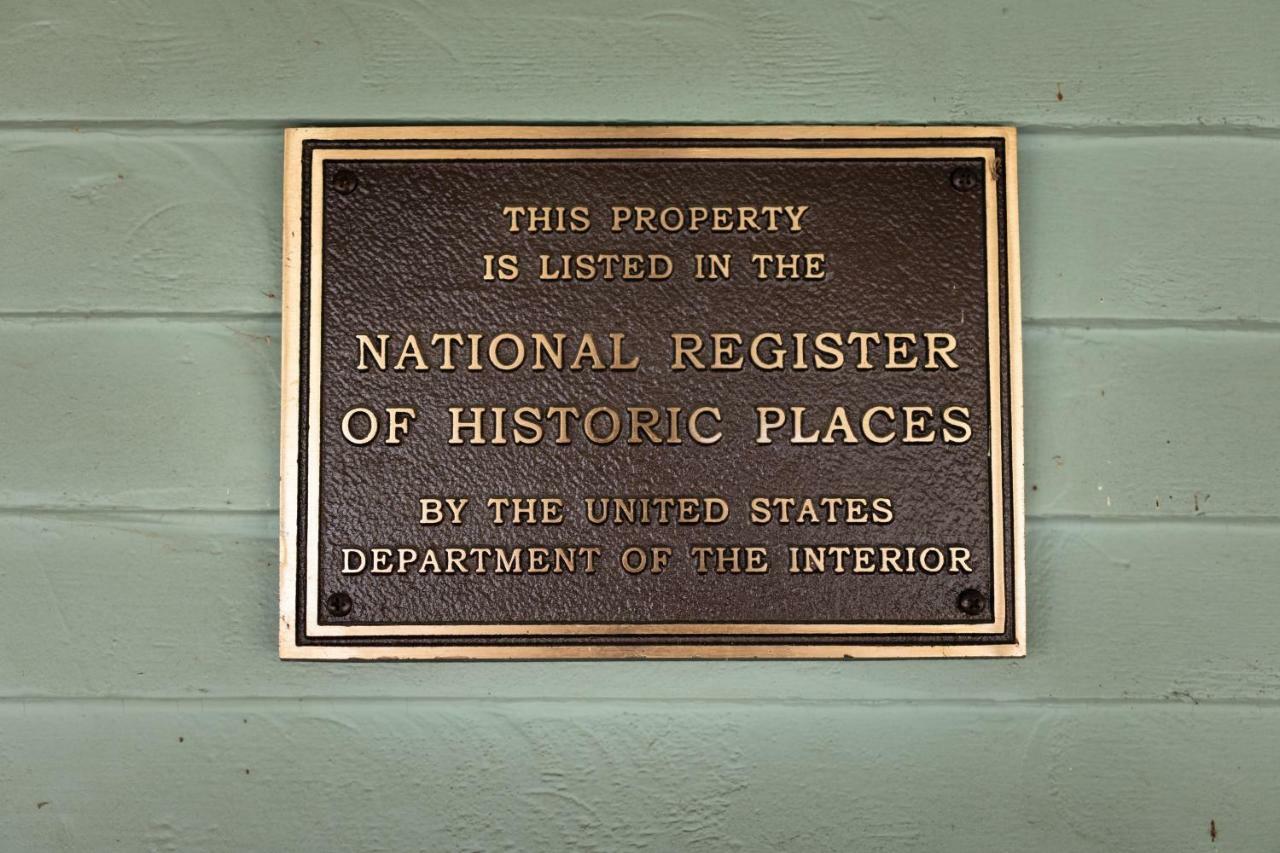 THIS PROPERTY
IS LISTED IN THE
NATIONAL REGISTER
OF HISTORIC PLACES
BY THE UNITED STATES
DEPARTMENT OF THE INTERIOR